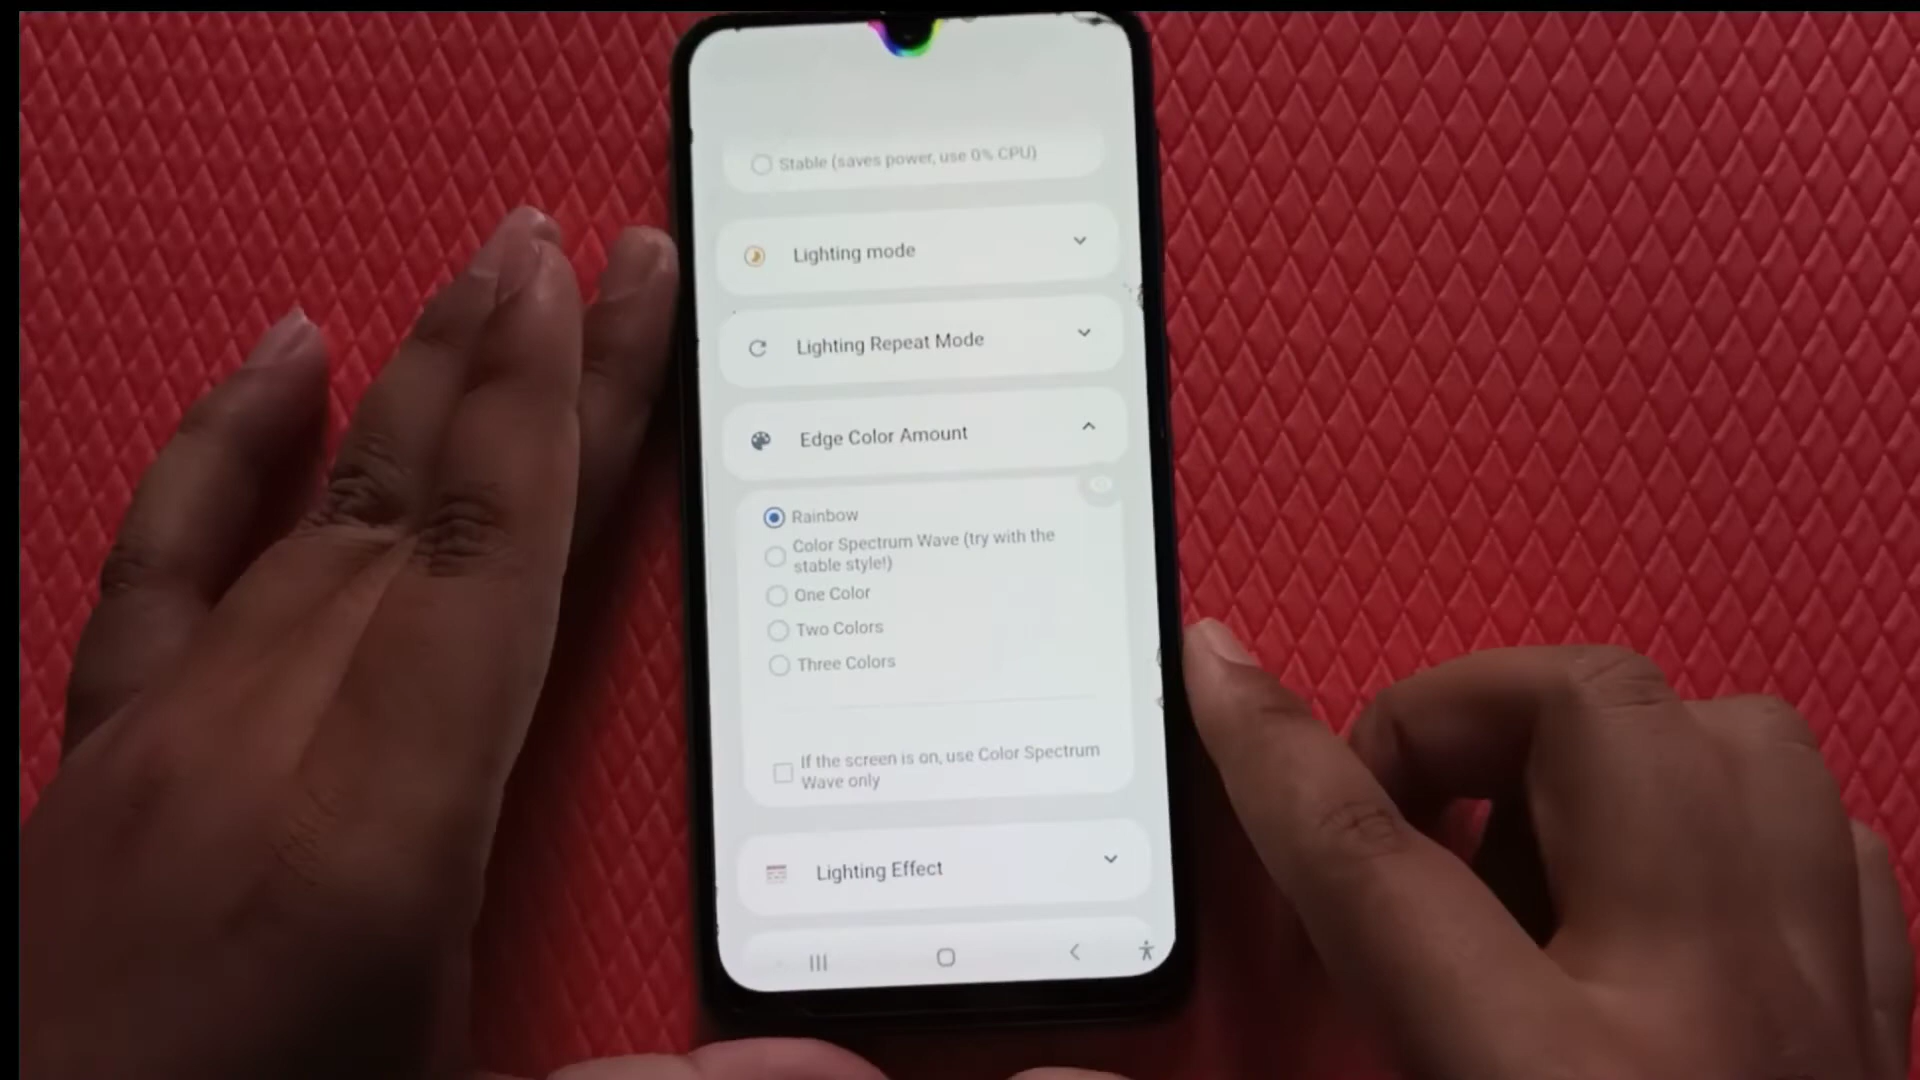 Stable (saves power, use 0% CPU)
Lighting mode
Lighting Repeat Mode
Edge Color Amount
Rainbow
Color Spectrum Wave (try with the
stable style!)
One Color
Two Colors
Three Colors
If the screen is on, use Color Spectrum
Wave only
Lighting Effect